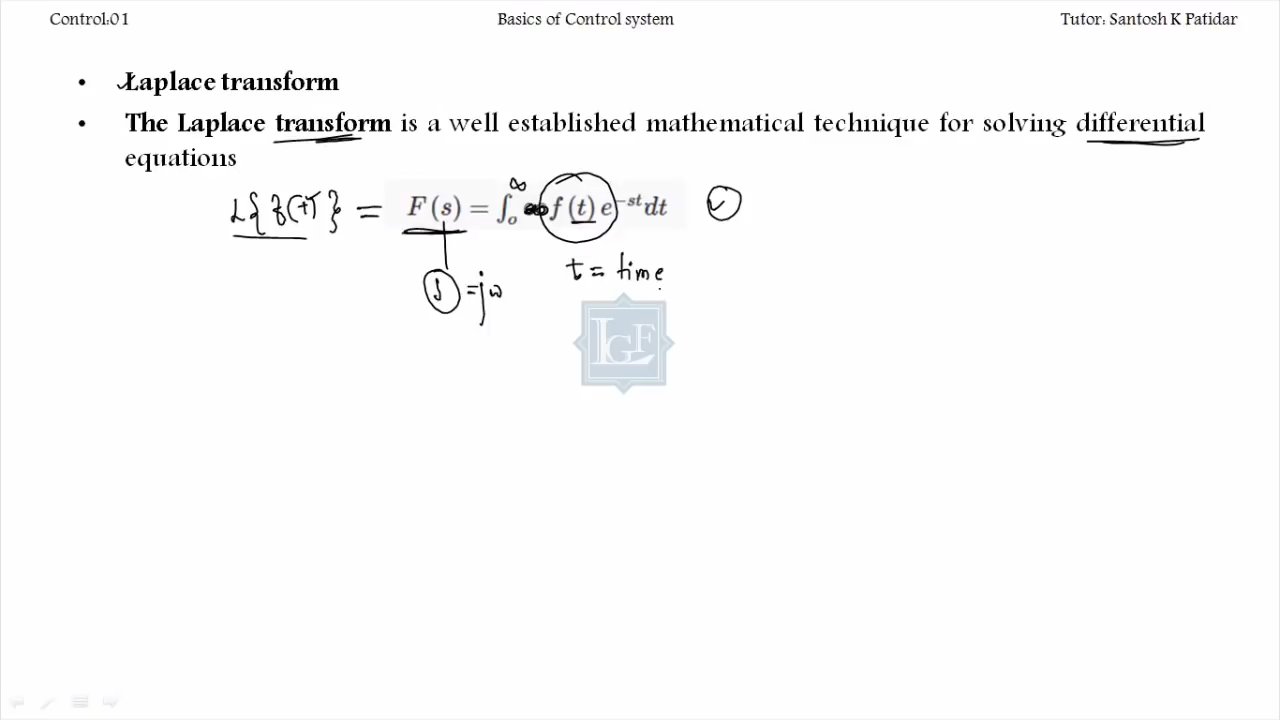 Control:01
Basics of Control system
Tutor: Santosh K Patidar
• Laplace transform
• The Laplace transform is a well established mathematical technique for solving differential
equations
L{f(t)} = F(s) = ∫₀^∞ f(t)e^{-st}dt
s = jω
t = time
LGF